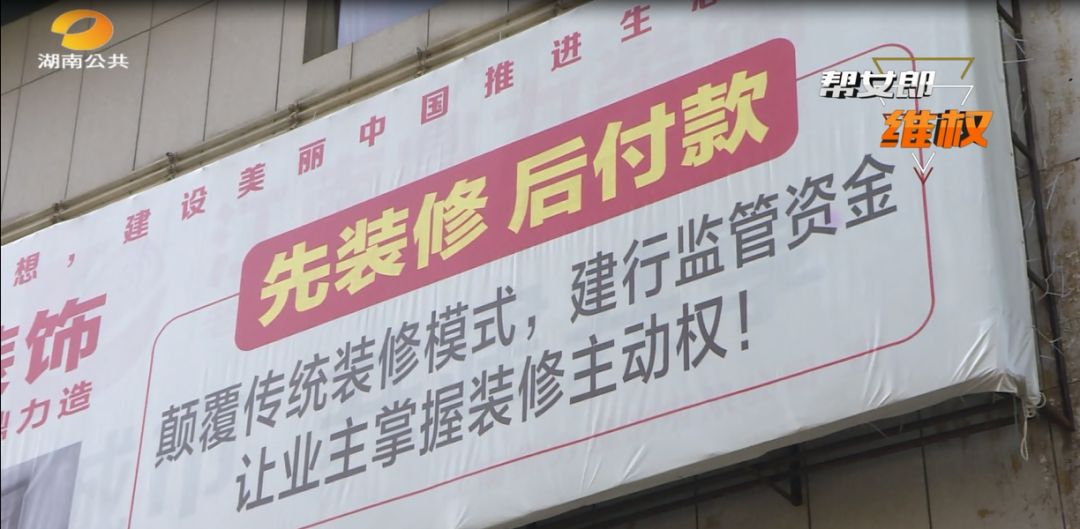 湖南公共
帮女郎
维权
想，建设美丽中国推进生态
先装修 后付款
颠覆传统装修模式，建行监管资金
让业主掌握装修主动权！
装饰
鼎力造